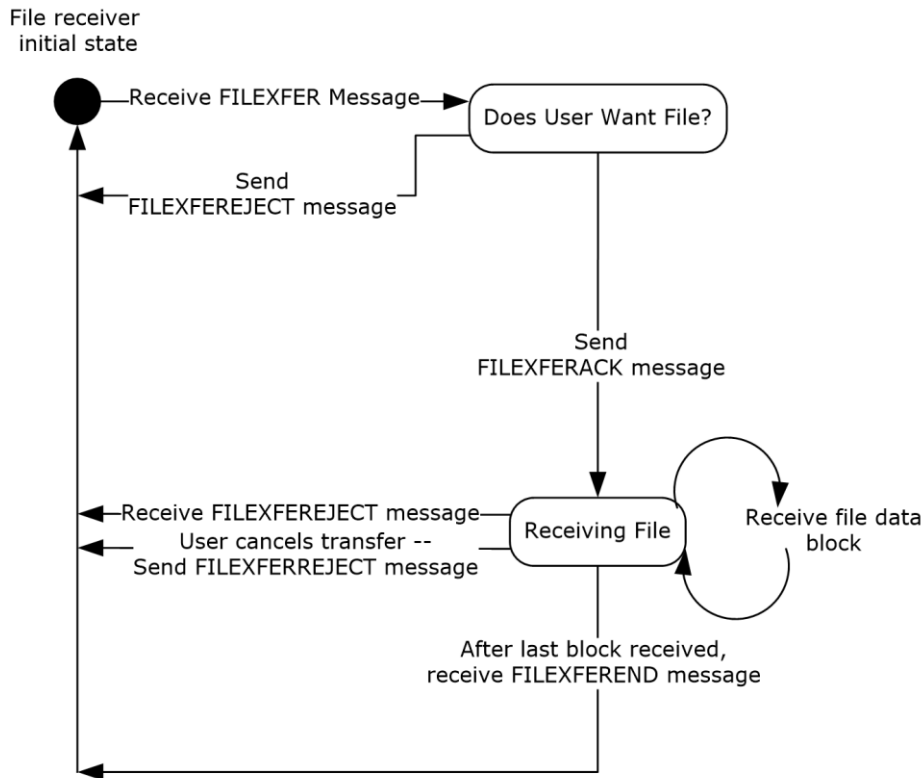 File receiver
initial state
Receive FILEXFER Message
Does User Want File?
Send
FILEXFEREJECT message
Send
FILEXFERACK message
Receive FILEXFEREJECT message
User cancels transfer --
Send FILEXFERREJECT message
Receiving File
Receive file data
block
After last block received,
receive FILEXFEREND message